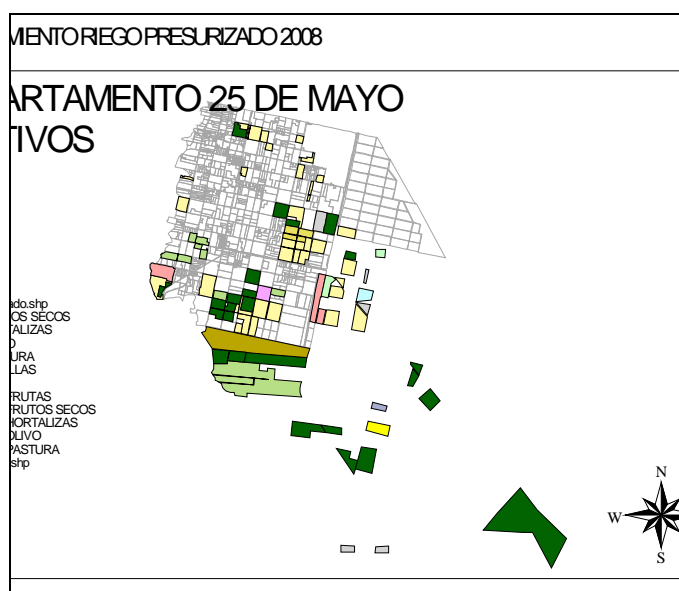 MIENTO RIEGO PRESURIZADO 2008
ARTAMENTO 25 DE MAYO
TIVOS
ado.shp
OS SECOS
TALIZAS
O
URA
LLAS
FRUTAS
FRUTOS SECOS
HORTALIZAS
OLIVO
PASTURA
shp
N
W
S